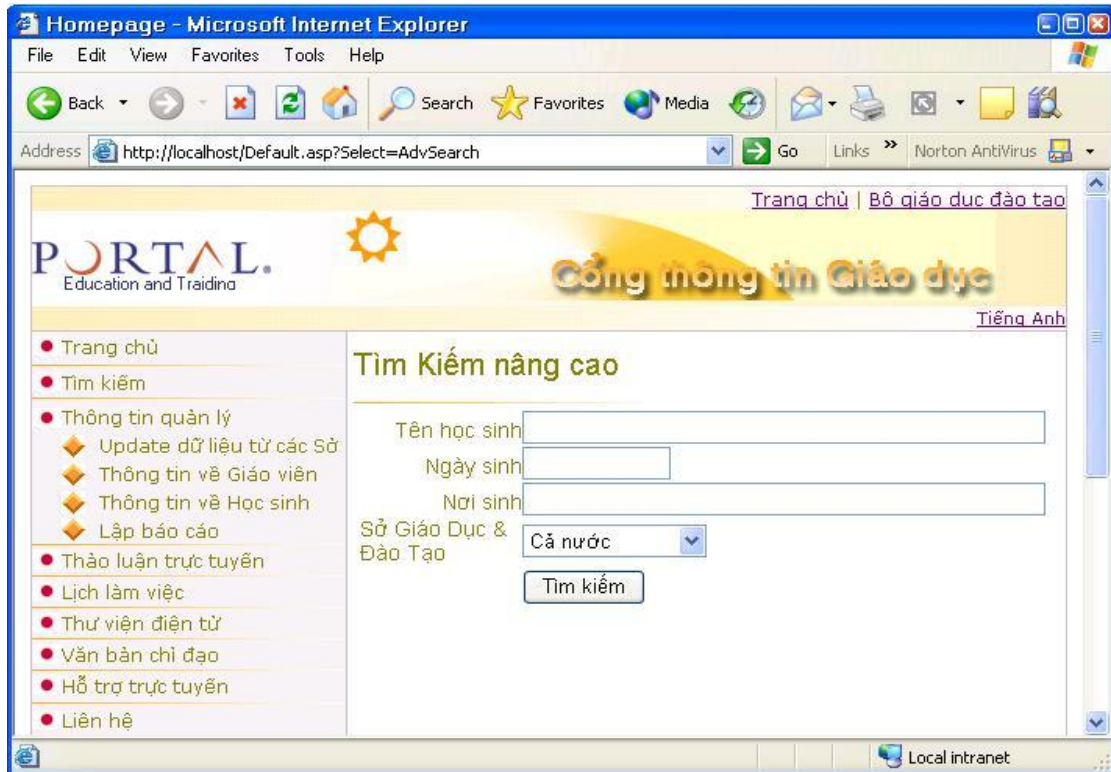 Homepage - Microsoft Internet Explorer
File Edit View Favorites Tools Help
Back Search Favorites Media
Address http://localhost/Default.asp?Select=AdvSearch Go Links » Norton AntiVirus
Trang chủ | Bộ giáo dục đào tạo
PORTAL.
Education and Traiding
Cổng thông tin Giáo dục
Tiếng Anh
Trang chủ
Tìm kiếm
Thông tin quản lý
Update dữ liệu từ các Sở
Thông tin về Giáo viên
Thông tin về Học sinh
Lập báo cáo
Thảo luận trực tuyến
Lịch làm việc
Thư viện điện tử
Văn bản chỉ đạo
Hỗ trợ trực tuyến
Liên hệ
Tìm Kiếm nâng cao
Tên học sinh
Ngày sinh
Nơi sinh
Sở Giáo Dục &
Đào Tạo
Cả nước
Tìm kiếm
Local intranet